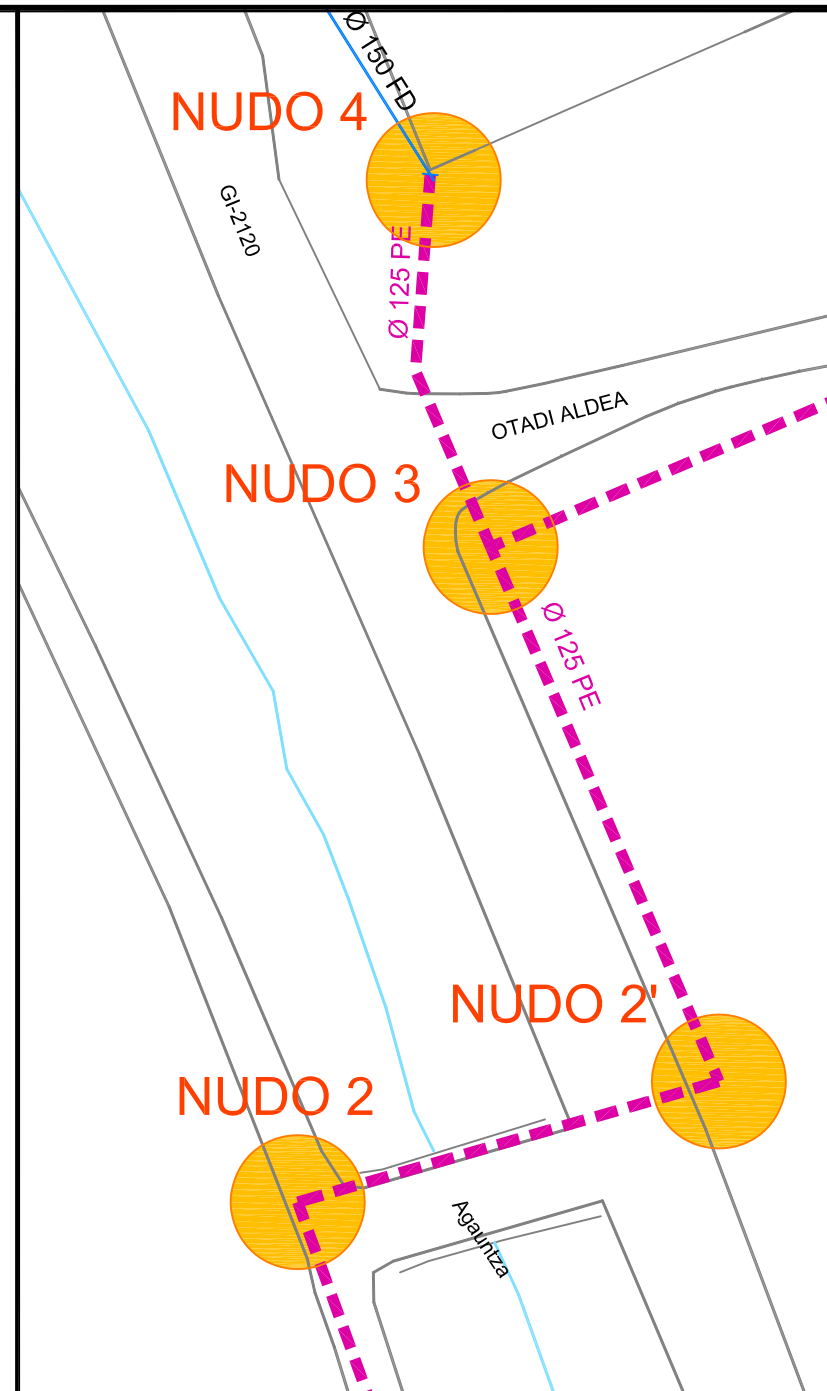 Ø 150 FD
NUDO 4
GI-2120
Ø 125 PE
OTADI ALDEA
NUDO 3
Ø 125 PE
NUDO 2'
NUDO 2
Agauntza